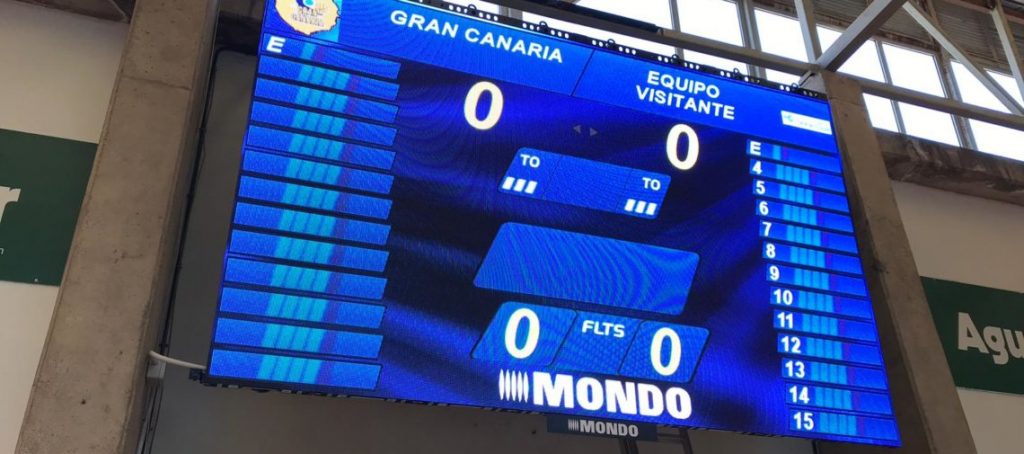 GRAN CANARIA
EQUIPO
VISITANTE
E
0
0
E
TO
TO
4
5
6
7
8
9
10
11
12
13
14
15
0
FLTS
0
MONDO
MONDO
Agu
r